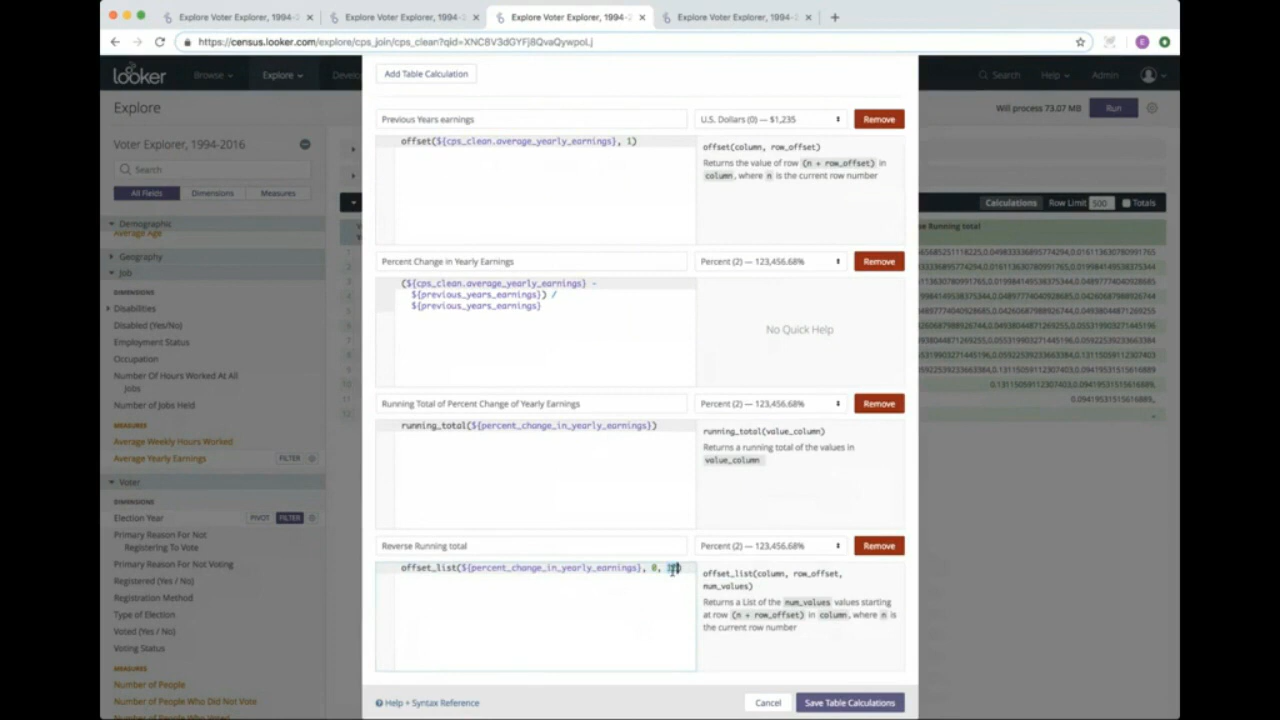 Explore Voter Explorer, 1994-
Explore Voter Explorer, 1994-
Explore Voter Explorer, 1994-
Explore Voter Explorer, 1994-
https://census.looker.com/explore/cps_join/cps_clean?qid=XNC8V3dGYFj8QvaQywpoLj
looker
Browse
Explore
Develop
Search
Help
Admin
Explore
Will process 73.07 MB
Run
Voter Explorer, 1994-2016
Search
All Fields
Dimensions
Measures
Demographic
Average Age
Geography
Job
DIMENSIONS
Disabilities
Disabled (Yes/No)
Employment Status
Occupation
Number Of Hours Worked At All
Jobs
Number of Jobs Held
MEASURES
Average Weekly Hours Worked
Average Yearly Earnings
FILTER
Voter
DIMENSIONS
Election Year
PIVOT
FILTER
Primary Reason For Not
Registering To Vote
Primary Reason For Not Voting
Registered (Yes / No)
Registration Method
Type of Election
Voted (Yes / No)
Voting Status
MEASURES
Number of People
Number of People Who Did Not Vote
Number of People Who Voted
Add Table Calculation
Previous Years earnings
U.S. Dollars (0) — $1,235
Remove
offset(${cps_clean.average_yearly_earnings}, 1)
offset(column, row_offset)
Returns the value of row (n + row_offset) in
column, where n is the current row number
Percent Change in Yearly Earnings
Percent (2) — 123,456.68%
Remove
(${cps_clean.average_yearly_earnings} -
${previous_years_earnings}) /
${previous_years_earnings}
No Quick Help
Running Total of Percent Change of Yearly Earnings
Percent (2) — 123,456.68%
Remove
running_total(${percent_change_in_yearly_earnings})
running_total(value_column)
Returns a running total of the values in
value_column
Reverse Running total
Percent (2) — 123,456.68%
Remove
offset_list(${percent_change_in_yearly_earnings}, 0,
offset_list(column, row_offset,
num_values)
Returns a List of the num_values values starting
at row (n + row_offset) in column, where n is
the current row number
Help + Syntax Reference
Cancel
Save Table Calculations
Calculations
Row Limit
500
Totals
Running total